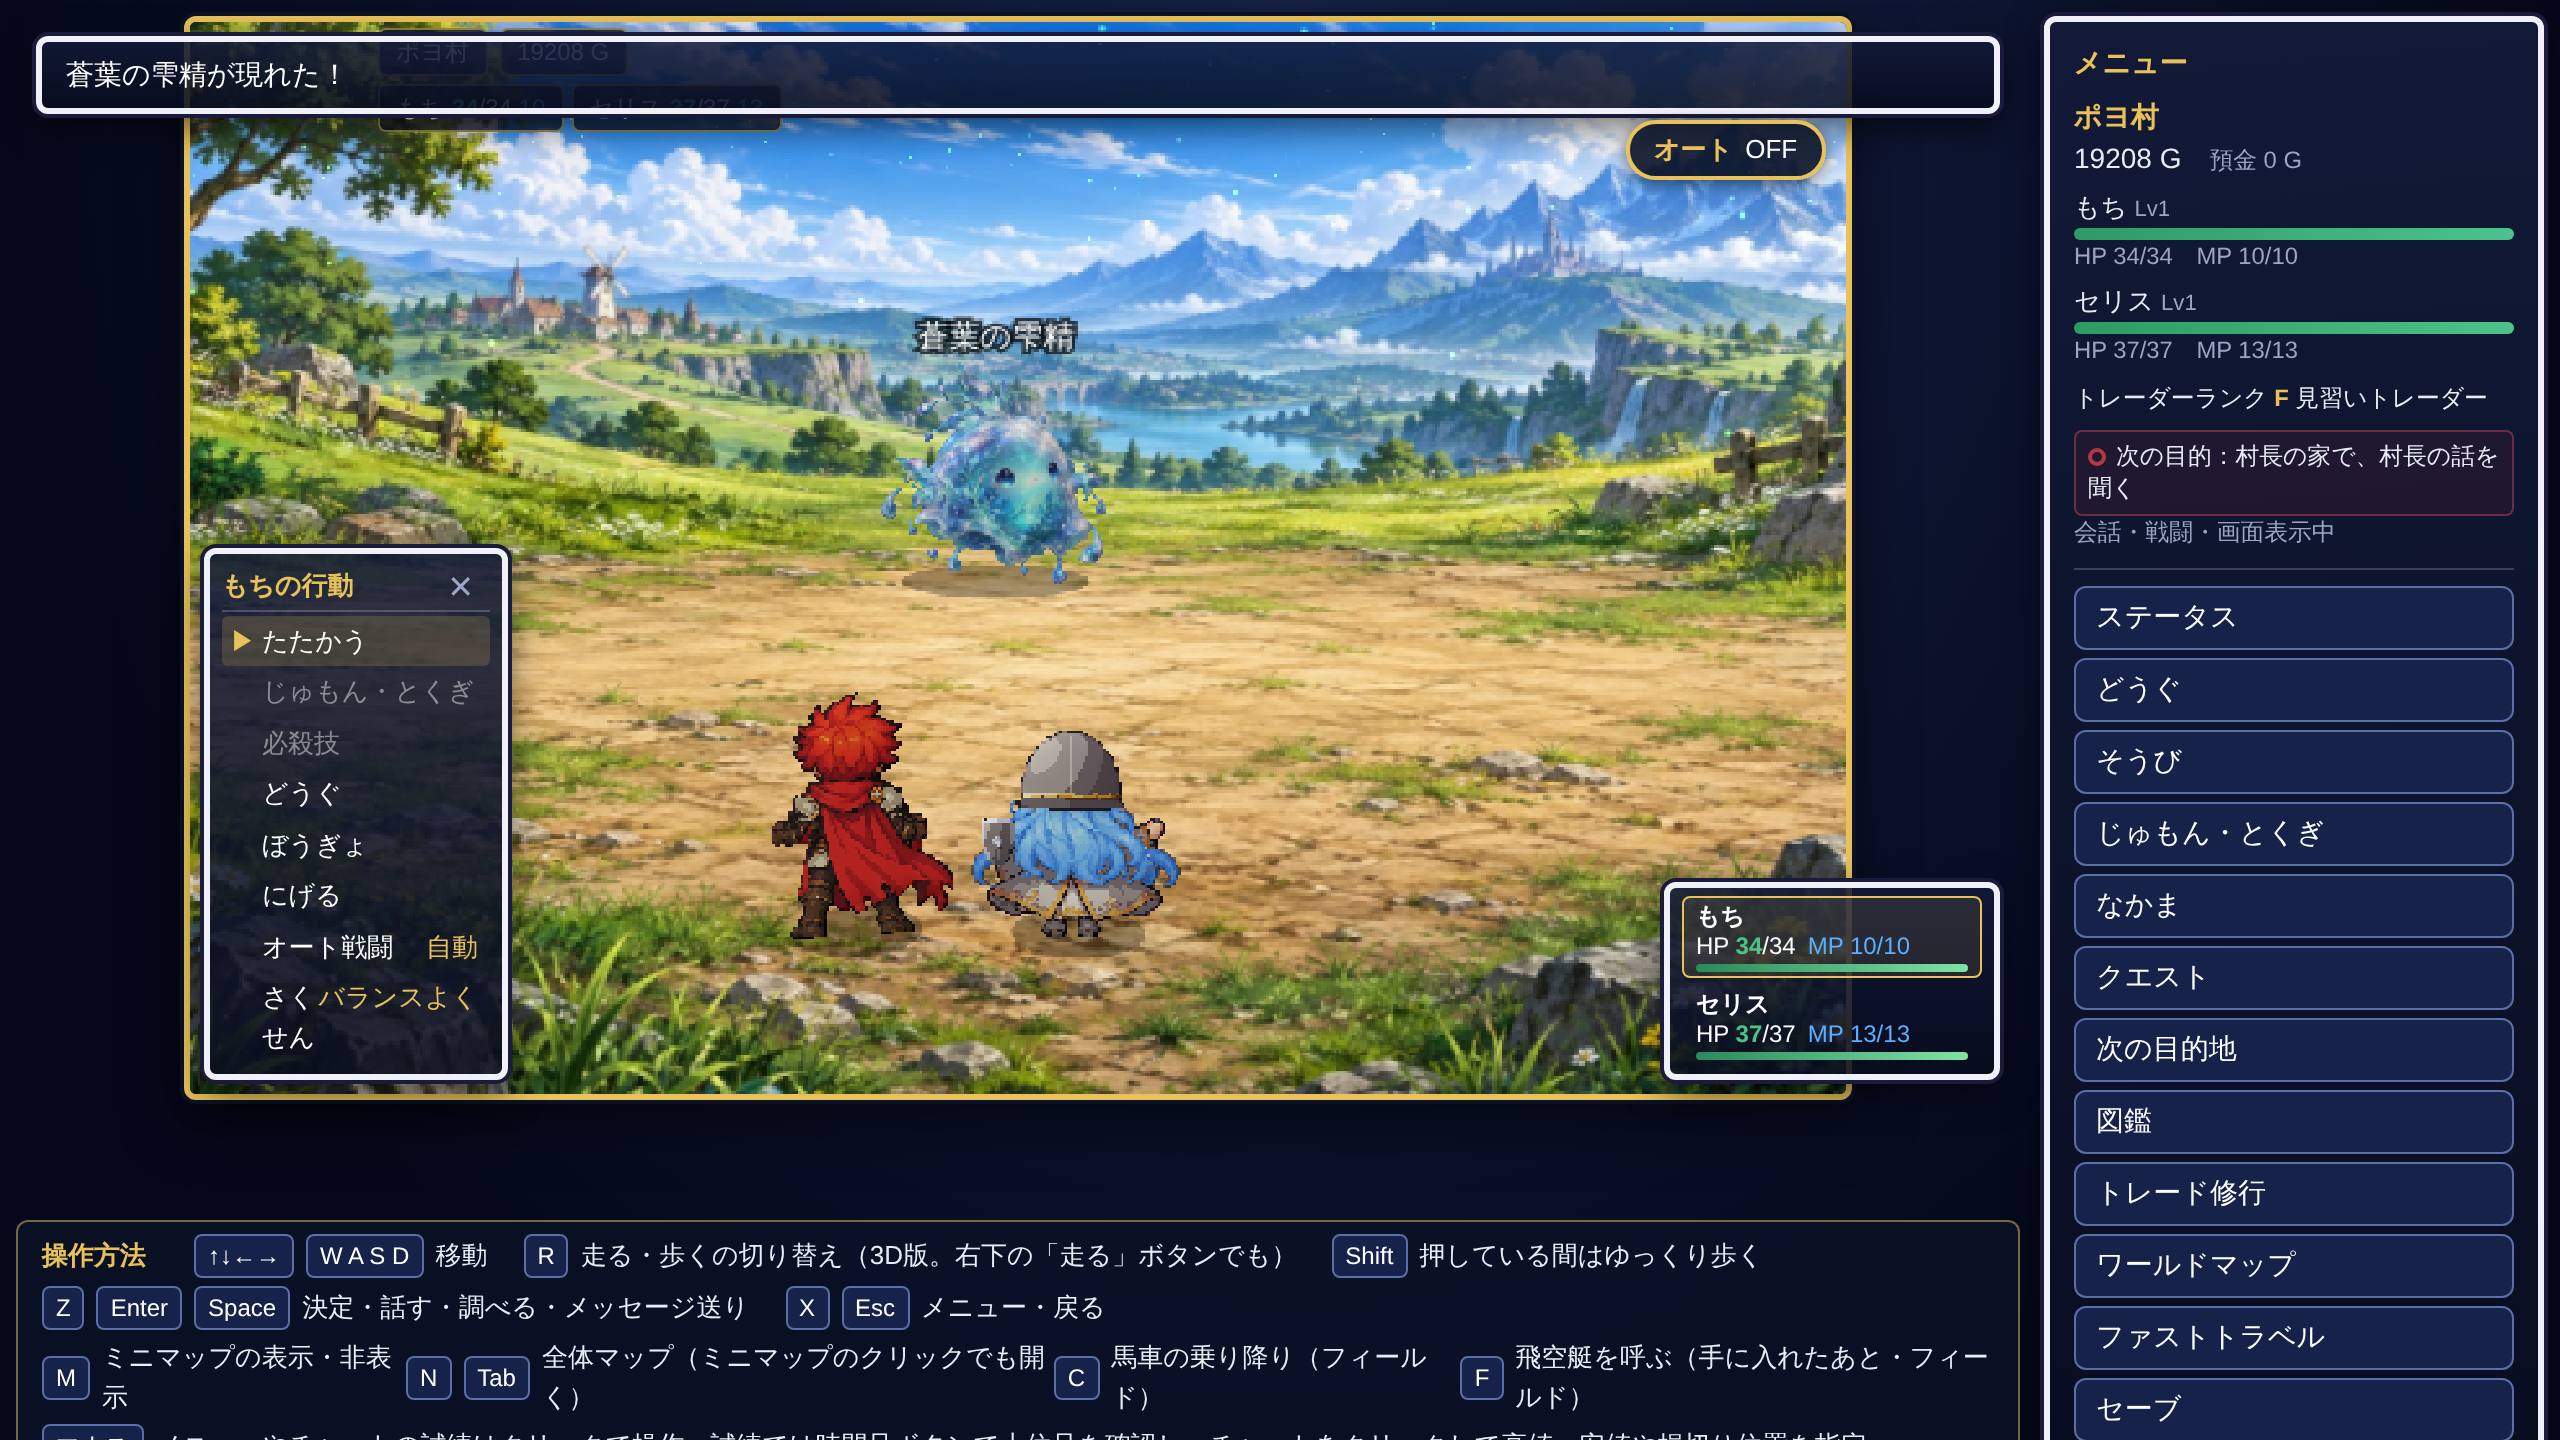 ポヨ村 19208 G
蒼葉の雫精が現れた！
オート OFF
蒼葉の雫精
もちの行動 ✕
▶ たたかう
じゅもん・とくぎ
必殺技
どうぐ
ぼうぎょ
にげる
オート戦闘 自動
さく バランスよく
せん
もち
HP 34/34 MP 10/10
セリス
HP 37/37 MP 13/13
メニュー
ポヨ村
19208 G 預金 0 G
もち Lv1
HP 34/34 MP 10/10
セリス Lv1
HP 37/37 MP 13/13
トレーダーランク F 見習いトレーダー
次の目的：村長の家で、村長の話を
聞く
会話・戦闘・画面表示中
ステータス
どうぐ
そうび
じゅもん・とくぎ
なかま
クエスト
次の目的地
図鑑
トレード修行
ワールドマップ
ファストトラベル
セーブ
操作方法 ↑↓←→ W A S D 移動 R 走る・歩くの切り替え（3D版。右下の「走る」ボタンでも） Shift 押している間はゆっくり歩く
Z Enter Space 決定・話す・調べる・メッセージ送り X Esc メニュー・戻る
M ミニマップの表示・非表示 N Tab 全体マップ（ミニマップのクリックでも開く） C 馬車の乗り降り（フィールド） F 飛空艇を呼ぶ（手に入れたあと・フィールド）